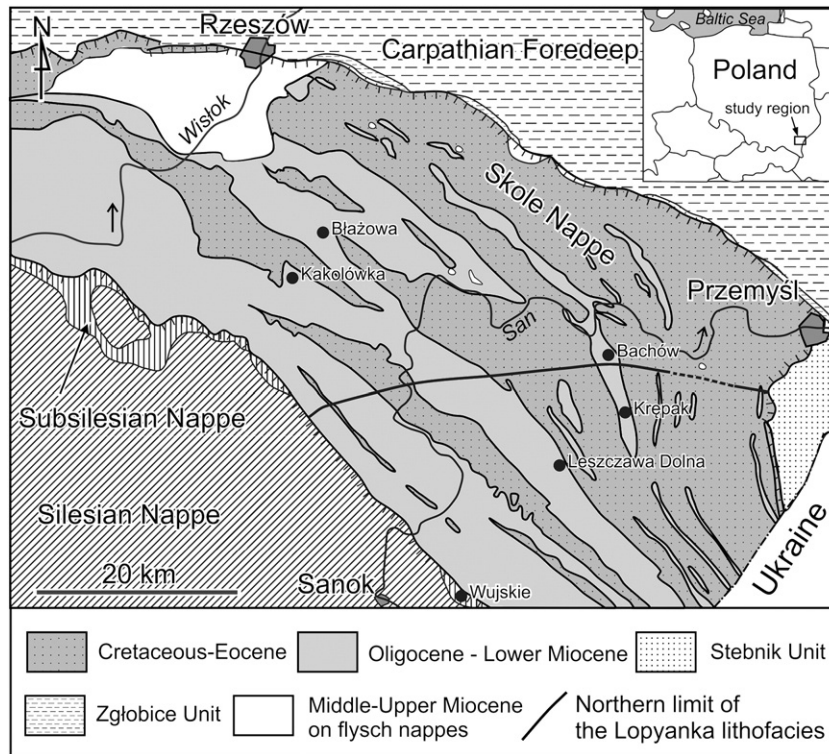 N
Rzeszów
Carpathian Foredeep
Baltic Sea
Poland
study region
Wisłok
Skole Nappe
Błażowa
Kąkolówka
Przemyśl
San
Bachów
Subsilesian Nappe
Krępak
Leszczawa Dolna
Silesian Nappe
Ukraine
20 km
Sanok
Wujskie
Cretaceous-Eocene
Oligocene - Lower Miocene
Stebnik Unit
Zgłobice Unit
Middle-Upper Miocene
on flysch nappes
Northern limit of
the Lopyanka lithofacies